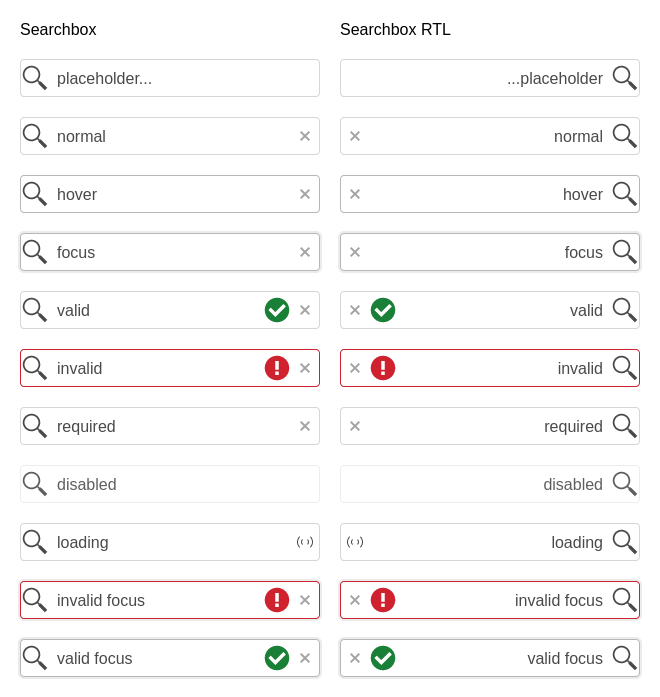 Searchbox
Searchbox RTL
placeholder...
...placeholder
normal
normal
hover
hover
focus
focus
valid
valid
invalid
invalid
required
required
disabled
disabled
loading
loading
invalid focus
invalid focus
valid focus
valid focus